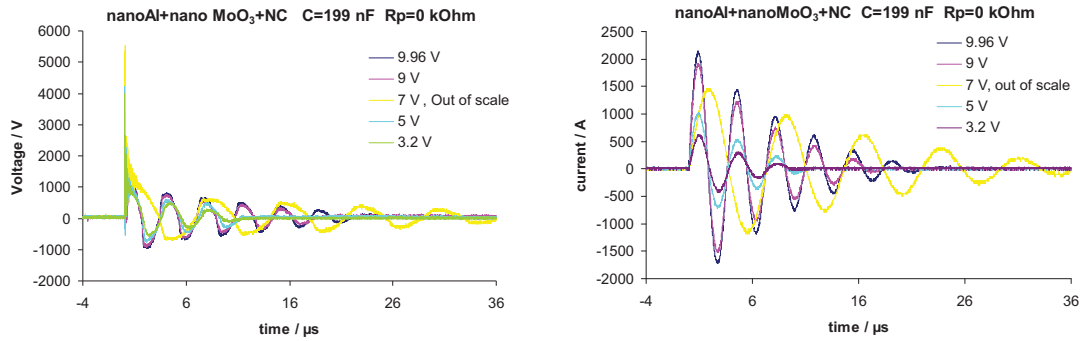 nanoAl+nano MoO₃+NC C=199 nF Rp=0 kOhm
Voltage / V
6000
5000
4000
3000
2000
1000
0
-1000
-2000
9.96 V
9 V
7 V , Out of scale
5 V
3.2 V
-4 6 16 26 36
time / µs
nanoAl+nanoMoO₃+NC C=199 nF Rp=0 kOhm
current / A
2500
2000
1500
1000
500
0
-500
-1000
-1500
-2000
9.96 V
9 V
7 V, out of scale
5 V
3.2 V
-4 6 16 26 36
time / µs